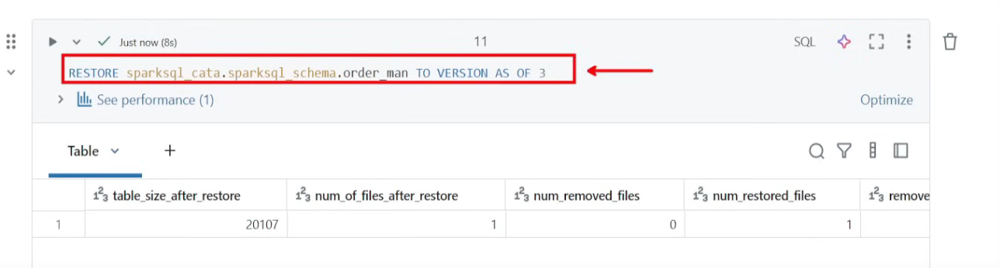 Just now (8s)
11
SQL
RESTORE sparksql_cata.sparksql_schema.order_man TO VERSION AS OF 3
See performance (1)
Optimize
Table
+
1²3 table_size_after_restore 1²3 num_of_files_after_restore 1²3 num_removed_files 1²3 num_restored_files 1²3 remove
1 20107 1 0 1